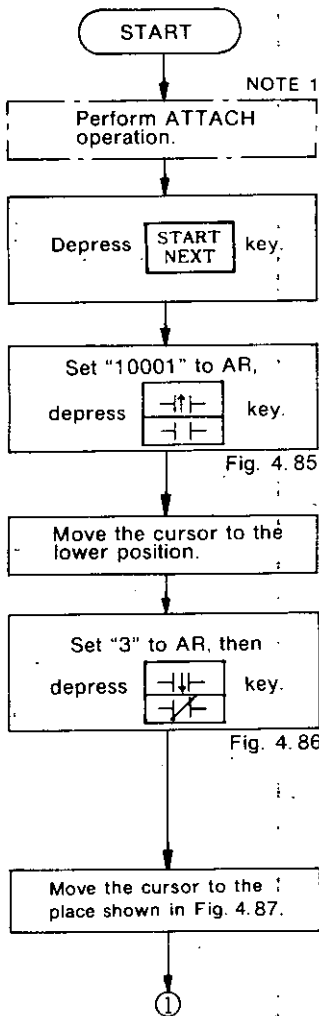 START
NOTE 1
Perform ATTACH
operation.
Depress START NEXT key.
Set "10001" to AR,
depress key.
Fig. 4.85
Move the cursor to the
lower position.
Set "3" to AR, then
depress key.
Fig. 4.86
Move the cursor to the
place shown in Fig. 4.87.
1